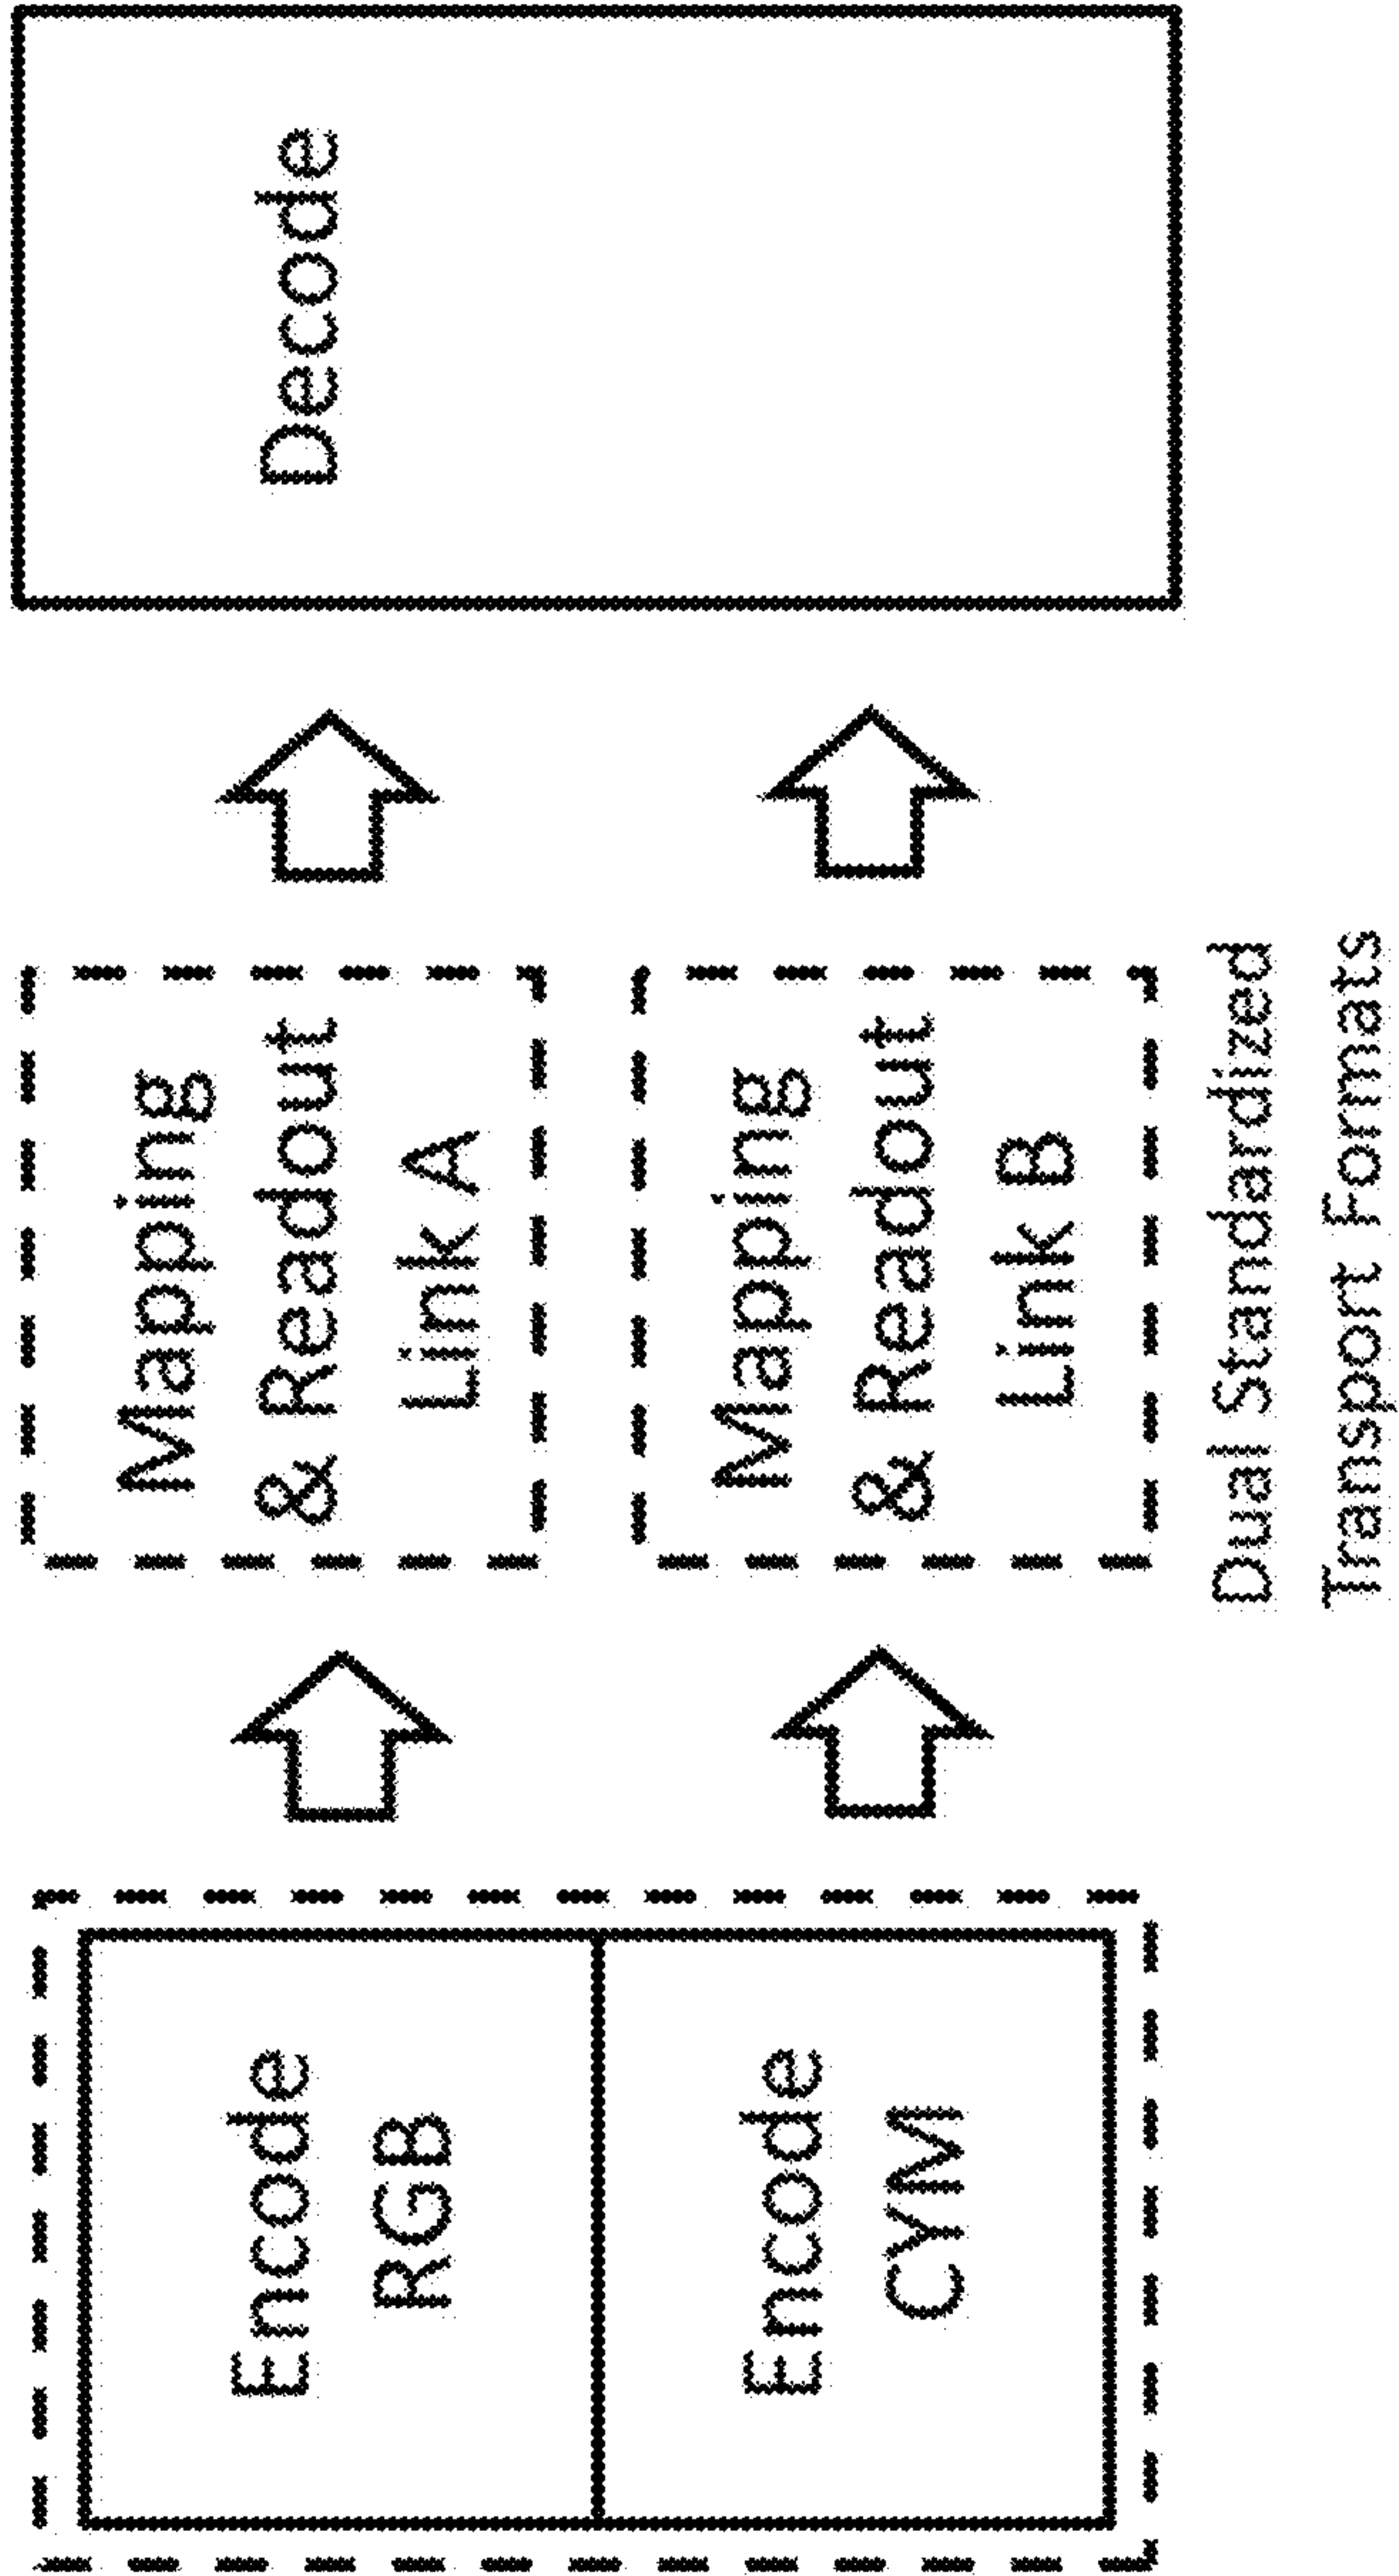 Encode
RGB
Encode
CYM
Mapping
& Readout
Link A
Mapping
& Readout
Link B
Dual Standardized
Transport Formats
Decode